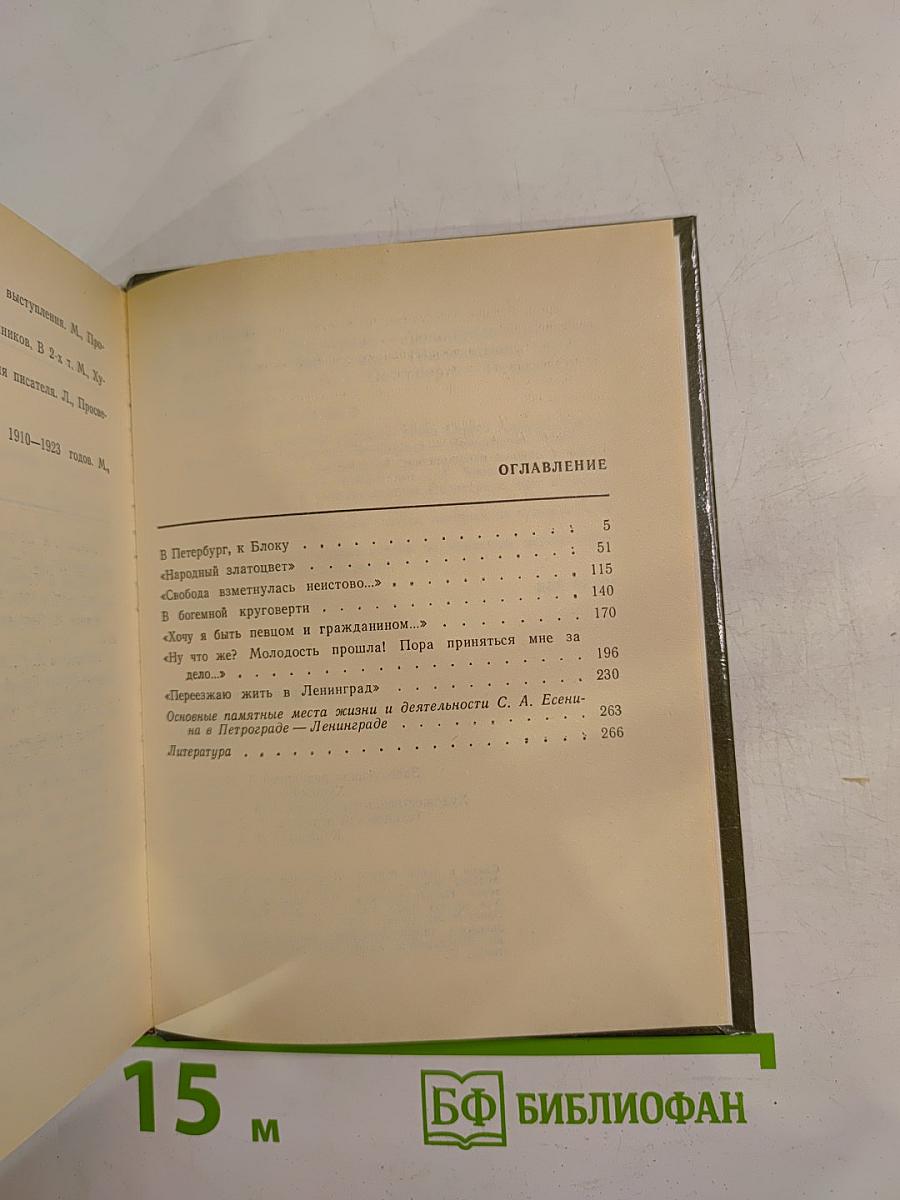 выступления. М., Про-
ников, В 2-х т. М., Ху-
я писателя. Л., Просве-
1910—1923 годов. М.,
ОГЛАВЛЕНИЕ
В Петербург, к Блоку . . . . . . . . . . . . . . . 5
«Народный златоцвет» . . . . . . . . . . . . . . . 51
«Свобода взметнулась неистово...» . . . . . . . . . . 115
В богемной круговерти . . . . . . . . . . . . . . 140
«Хочу я быть певцом и гражданином...» . . . . . . . . 170
«Ну что же? Молодость прошла! Пора приняться мне за
дело...» . . . . . . . . . . . . . . . . . . 196
«Переезжаю жить в Ленинград» . . . . . . . . . . . 230
Основные памятные места жизни и деятельности С. А. Есени-
на в Петрограде — Ленинграде . . . . . . . . . . 263
Литература . . . . . . . . . . . . . . . . . . 266
15 м
БФ БИБЛИОФАН